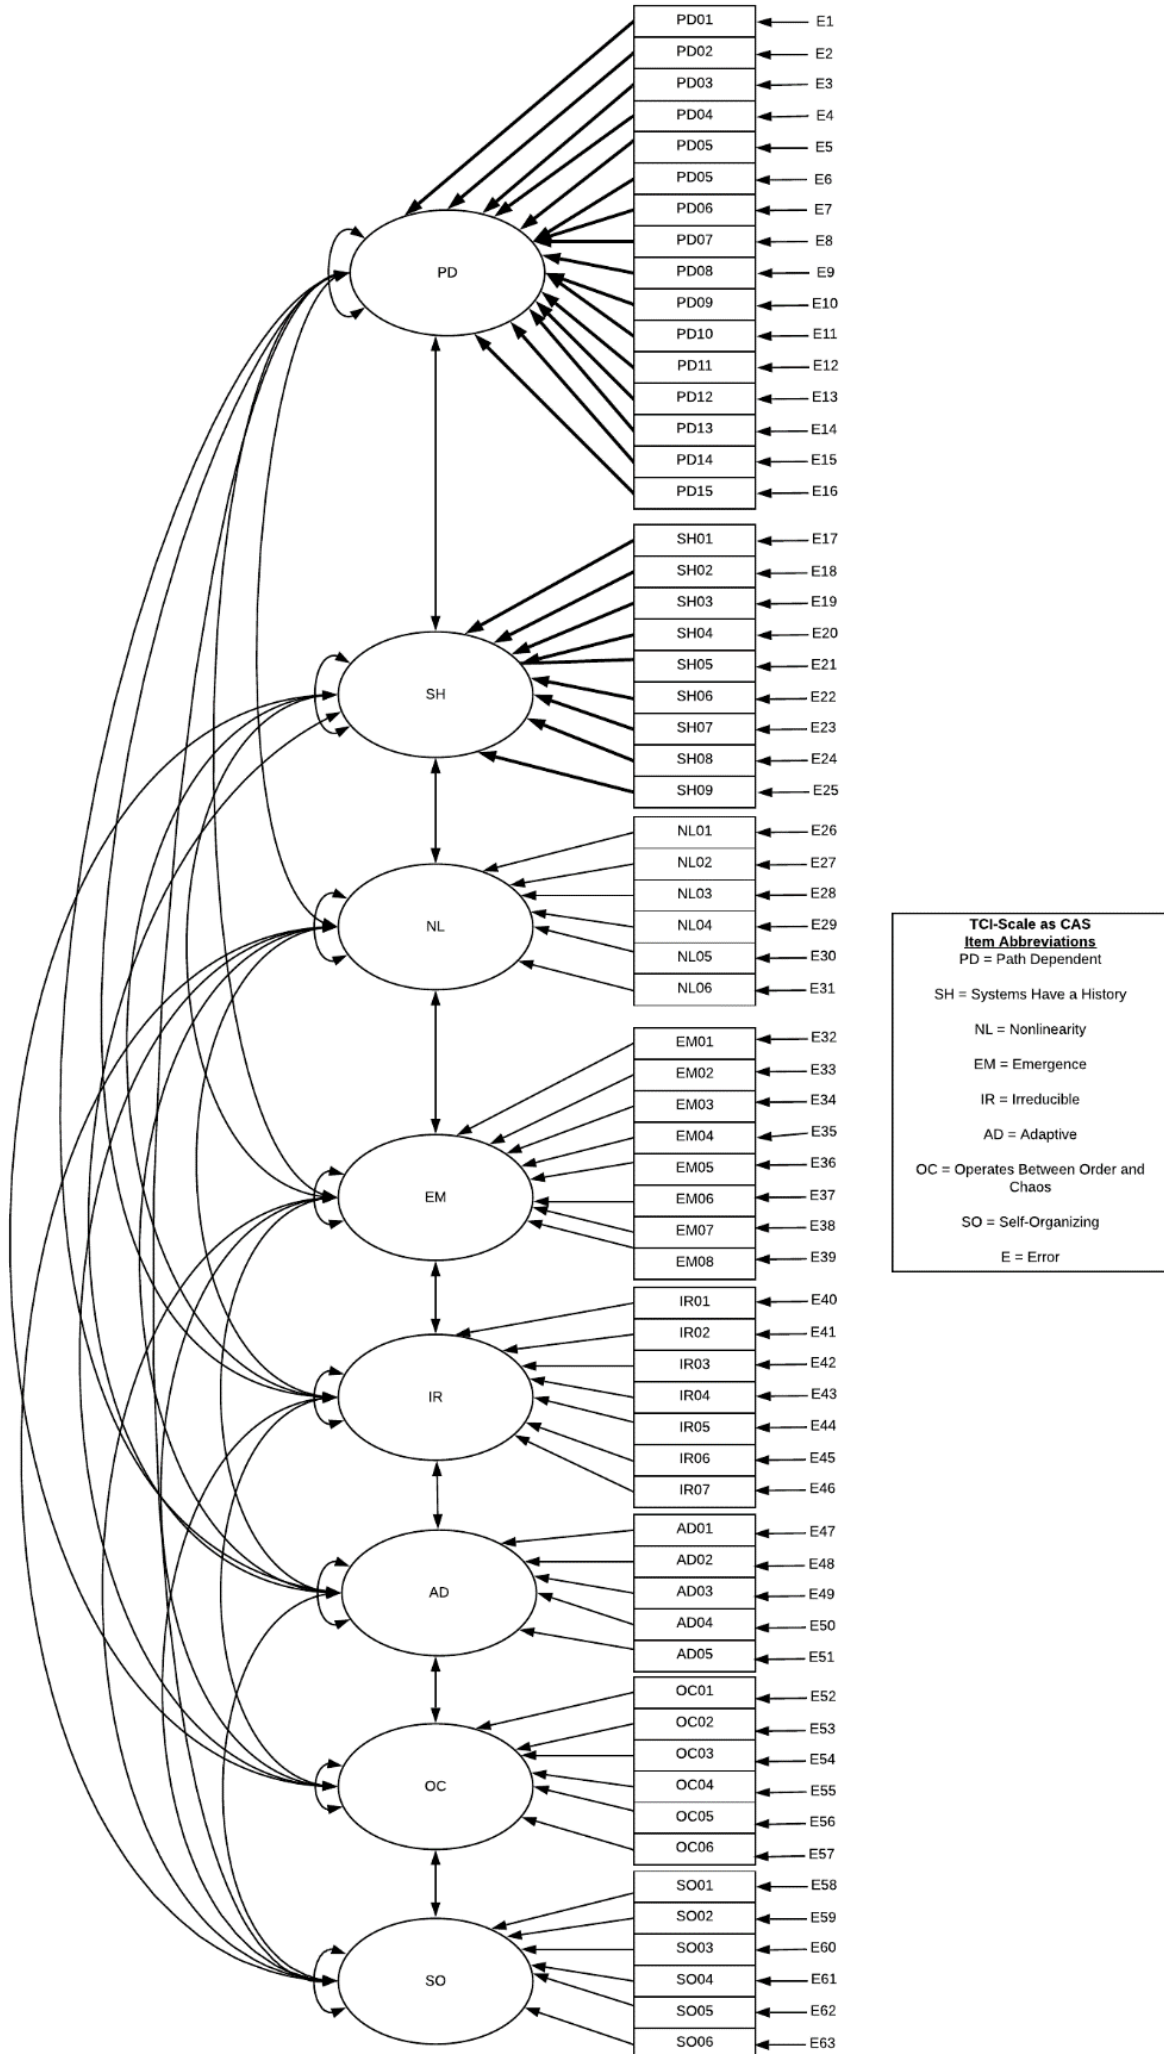 PD01 E1
PD02 E2
PD03 E3
PD04 E4
PD05 E5
PD05 E6
PD06 E7
PD07 E8
PD PD08 E9
PD09 E10
PD10 E11
PD11 E12
PD12 E13
PD13 E14
PD14 E15
PD15 E16
SH01 E17
SH02 E18
SH03 E19
SH04 E20
SH05 E21
SH SH06 E22
SH07 E23
SH08 E24
SH09 E25
NL01 E26
NL02 E27
NL03 E28
NL NL04 E29
NL05 E30
NL06 E31
EM01 E32
EM02 E33
EM03 E34
EM04 E35
EM05 E36
EM EM06 E37
EM07 E38
EM08 E39
IR01 E40
IR02 E41
IR03 E42
IR IR04 E43
IR05 E44
IR06 E45
IR07 E46
AD01 E47
AD02 E48
AD AD03 E49
AD04 E50
AD05 E51
OC01 E52
OC02 E53
OC03 E54
OC OC04 E55
OC05 E56
OC06 E57
SO01 E58
SO02 E59
SO03 E60
SO SO04 E61
SO05 E62
SO06 E63
TCI-Scale as CAS
Item Abbreviations
PD = Path Dependent
SH = Systems Have a History
NL = Nonlinearity
EM = Emergence
IR = Irreducible
AD = Adaptive
OC = Operates Between Order and
Chaos
SO = Self-Organizing
E = Error